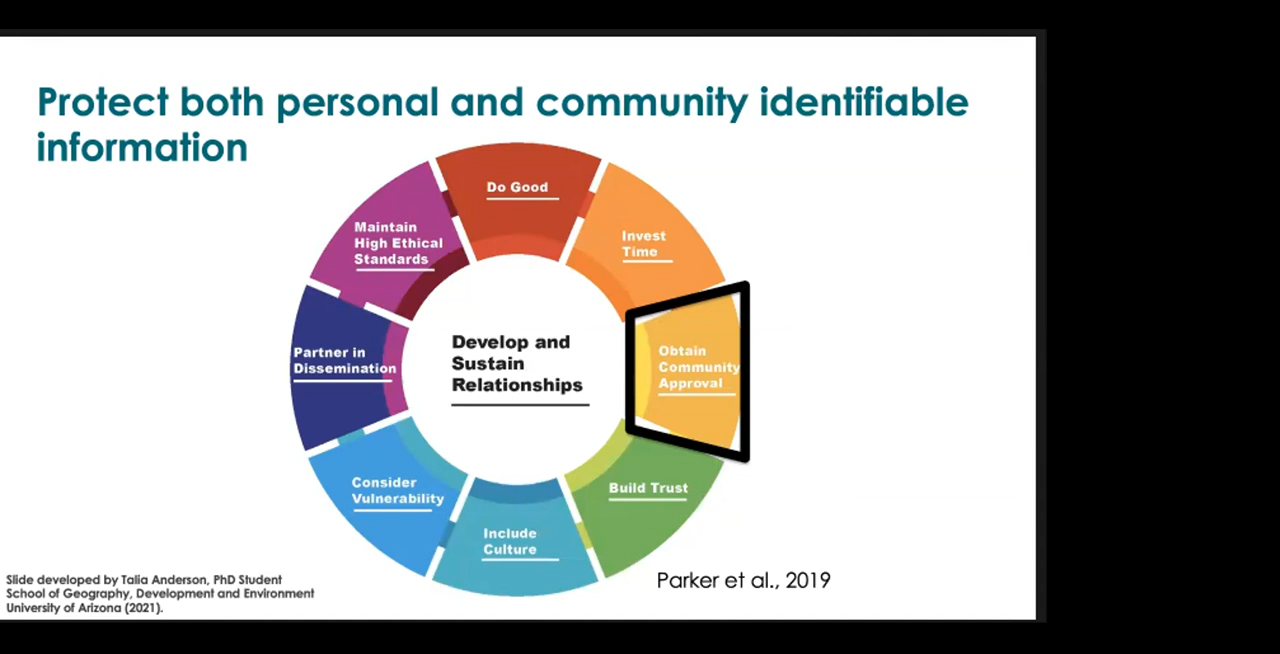 Protect both personal and community identifiable
information
Do Good
Invest
Time
Obtain
Community
Approval
Build Trust
Include
Culture
Consider
Vulnerability
Partner in
Dissemination
Maintain
High Ethical
Standards
Develop and
Sustain
Relationships
Parker et al., 2019
Slide developed by Talia Anderson, PhD Student
School of Geography, Development and Environment
University of Arizona (2021).